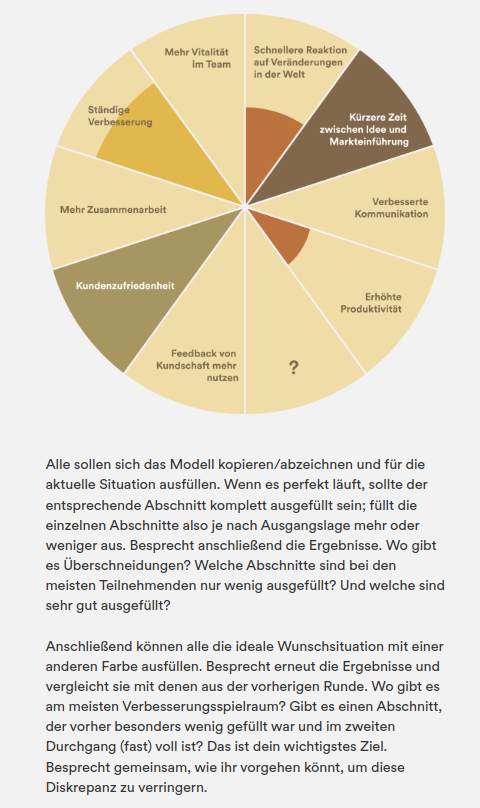 Mehr Vitalität
im Team
Schnellere Reaktion
auf Veränderungen
in der Welt
Ständige
Verbesserung
Kürzere Zeit
zwischen Idee und
Markteinführung
Mehr Zusammenarbeit
Verbesserte
Kommunikation
Kundenzufriedenheit
Erhöhte
Produktivität
Feedback von
Kundschaft mehr
nutzen
?
Alle sollen sich das Modell kopieren/abzeichnen und für die
aktuelle Situation ausfüllen. Wenn es perfekt läuft, sollte der
entsprechende Abschnitt komplett ausgefüllt sein; füllt die
einzelnen Abschnitte also je nach Ausgangslage mehr oder
weniger aus. Besprecht anschließend die Ergebnisse. Wo gibt
es Überschneidungen? Welche Abschnitte sind bei den
meisten Teilnehmenden nur wenig ausgefüllt? Und welche sind
sehr gut ausgefüllt?
Anschließend können alle die ideale Wunschsituation mit einer
anderen Farbe ausfüllen. Besprecht erneut die Ergebnisse und
vergleicht sie mit denen aus der vorherigen Runde. Wo gibt es
am meisten Verbesserungsspielraum? Gibt es einen Abschnitt,
der vorher besonders wenig gefüllt war und im zweiten
Durchgang (fast) voll ist? Das ist dein wichtigstes Ziel.
Besprecht gemeinsam, wie ihr vorgehen könnt, um diese
Diskrepanz zu verringern.